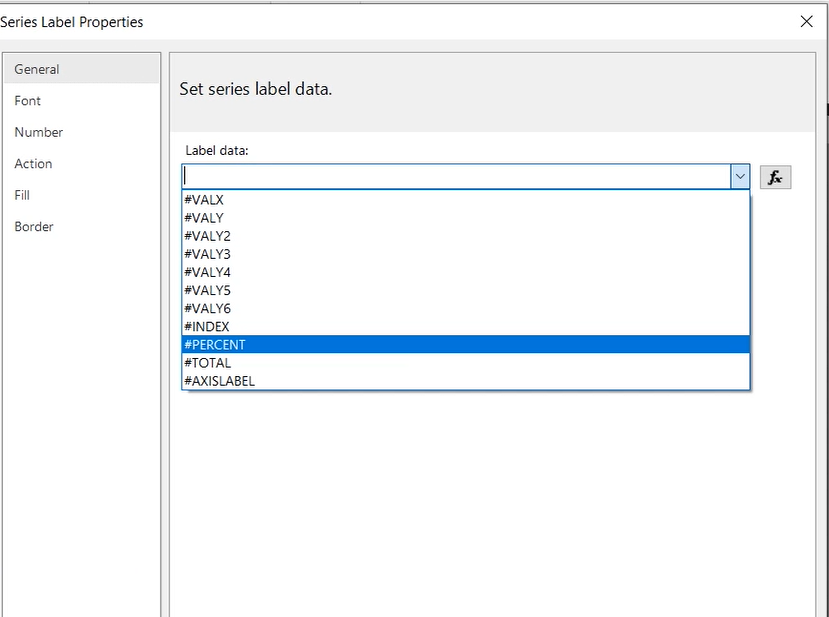 Series Label Properties
General
Font
Number
Action
Fill
Border
Set series label data.
Label data:
fx
#VALX
#VALY
#VALY2
#VALY3
#VALY4
#VALY5
#VALY6
#INDEX
#PERCENT
#TOTAL
#AXISLABEL